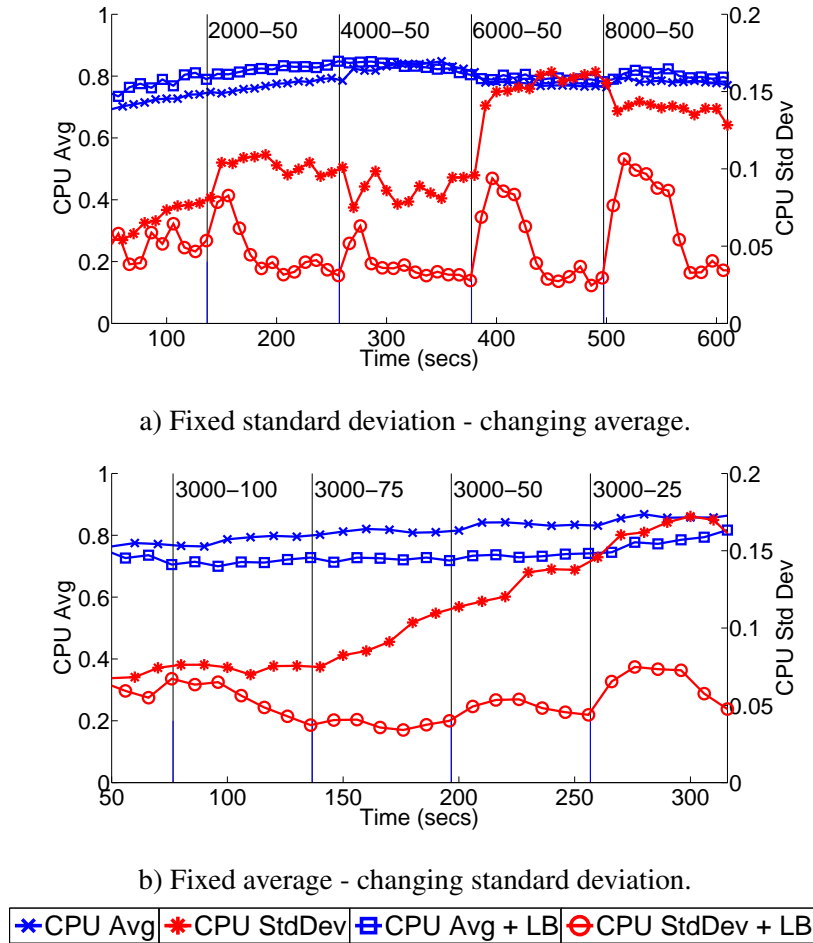 2000−50 4000−50 6000−50 8000−50
1 0.2
0.8 0.15
0.6
0.1
0.4
0.05
0.2
0 0
100 200 300 400 500 600
CPU Avg
CPU Std Dev
Time (secs)
a) Fixed standard deviation - changing average.
3000−100 3000−75 3000−50 3000−25
1 0.2
0.8 0.15
0.6
0.1
0.4
0.05
0.2
0 0
50 100 150 200 250 300
CPU Avg
CPU Std Dev
Time (secs)
b) Fixed average - changing standard deviation.
CPU Avg CPU StdDev CPU Avg + LB CPU StdDev + LB